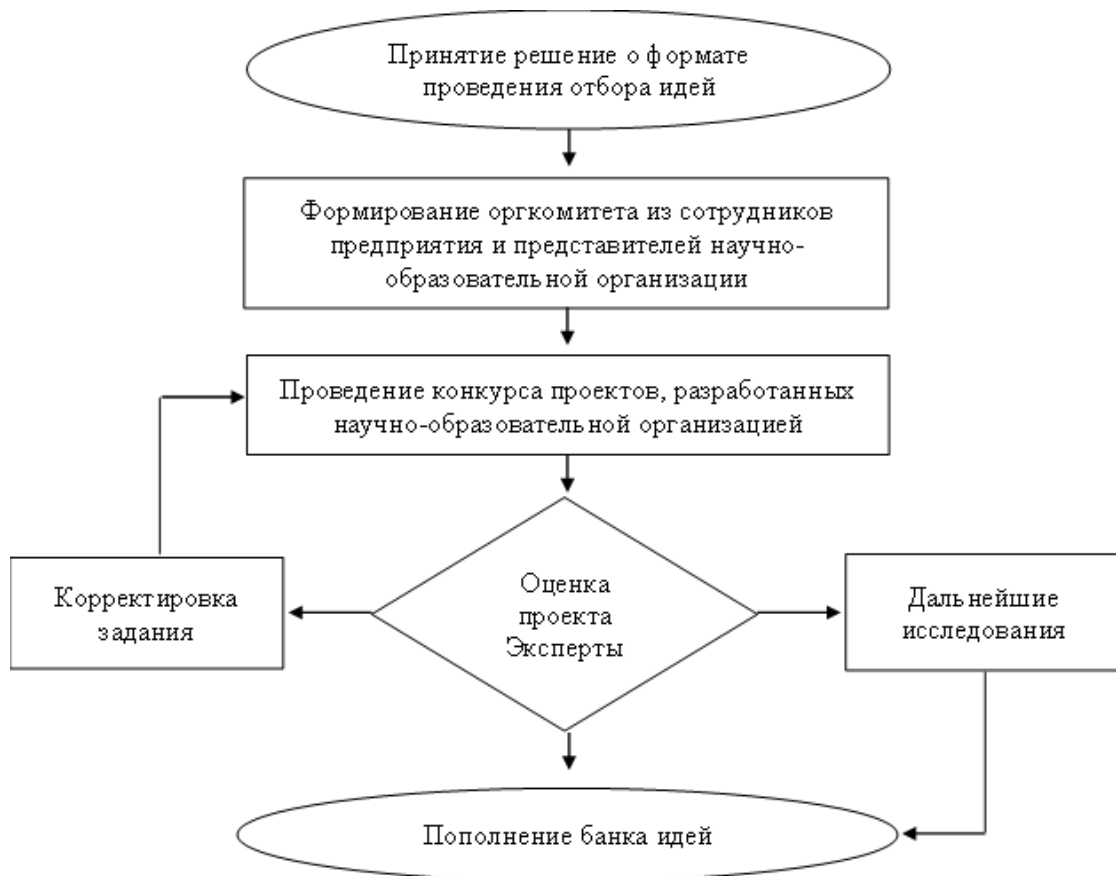 Принятие решение о формате
проведения отбора идей
Формирование оргкомитета из сотрудников
предприятия и представителей научно-
образовательной организации
Проведение конкурса проектов, разработанных
научно-образовательной организацией
Корректировка
задания
Оценка
проекта
Эксперты
Дальнейшие
исследования
Пополнение банка идей